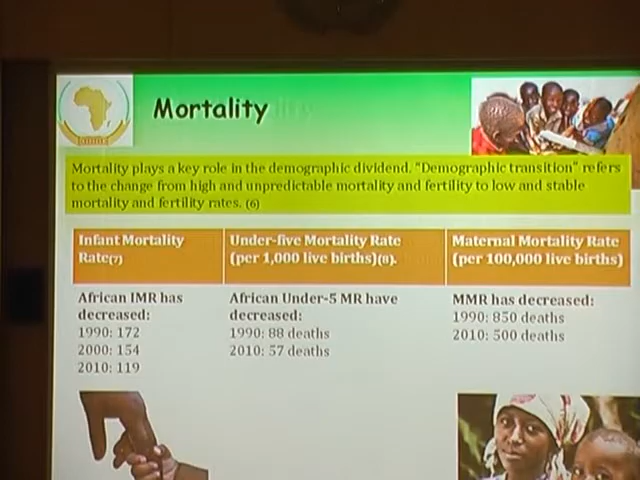 Mortality
Mortality plays a key role in the demographic dividend. "Demographic transition" refers
to the change from high and unpredictable mortality and fertility to low and stable
mortality and fertility rates. (6)
Infant Mortality
Rate(7)
Under-five Mortality Rate
(per 1,000 live births)(8).
Maternal Mortality Rate
(per 100,000 live births)
African IMR has
decreased:
1990: 172
2000: 154
2010: 119
African Under-5 MR have
decreased:
1990: 88 deaths
2010: 57 deaths
MMR has decreased:
1990: 850 deaths
2010: 500 deaths